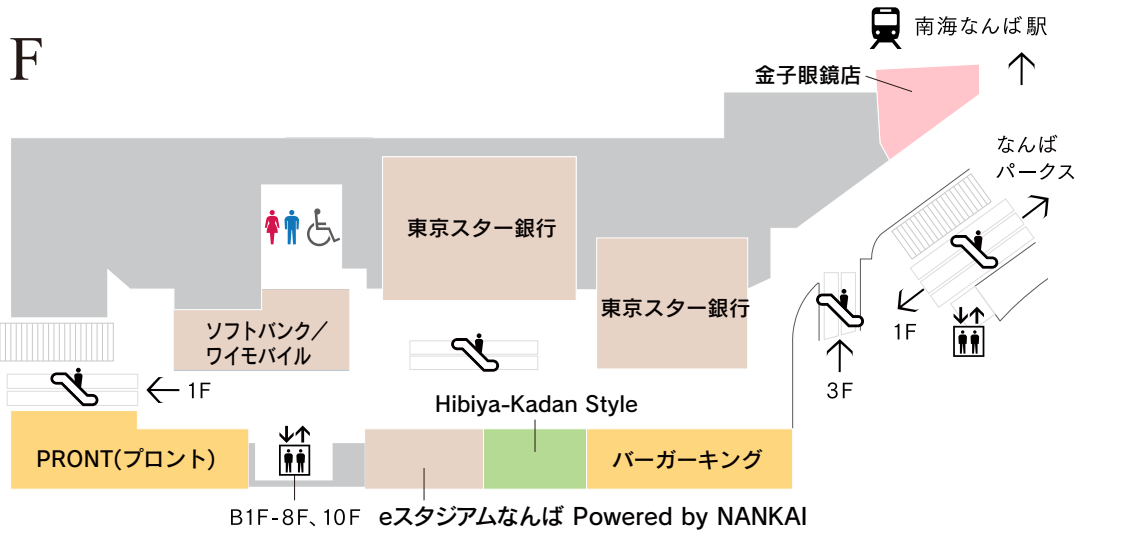 F
南海なんば駅
金子眼鏡店
なんば
パークス
東京スター銀行
東京スター銀行
ソフトバンク／
ワイモバイル
1F
1F
3F
Hibiya-Kadan Style
PRONT(プロント)
バーガーキング
B1F-8F、10F
eスタジアムなんば Powered by NANKAI